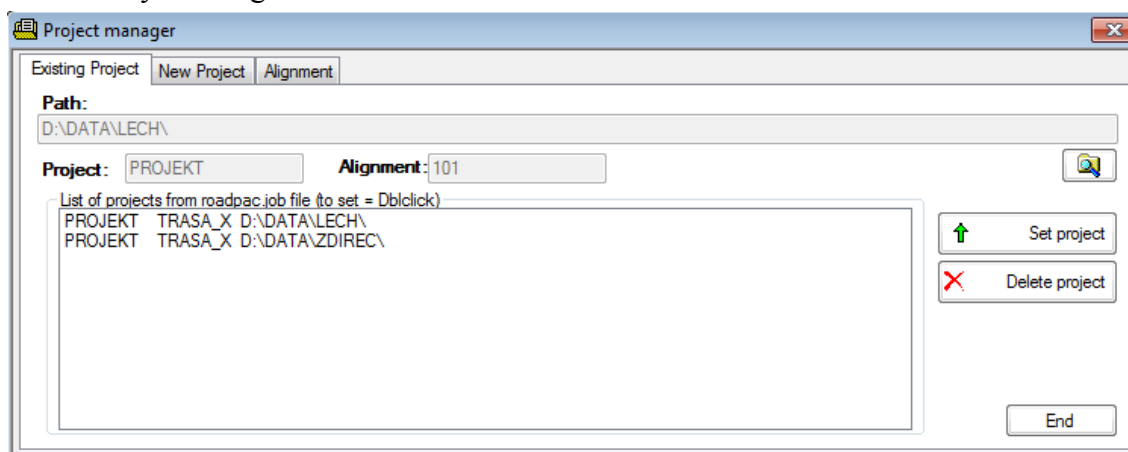 Project manager
Existing Project New Project Alignment
Path:
D:\DATA\LECH\
Project: PROJEKT Alignment: 101
List of projects from roadpac.job file (to set = Dblclick)
PROJEKT TRASA_X D:\DATA\LECH\
PROJEKT TRASA_X D:\DATA\ZDIREC\
Set project
Delete project
End